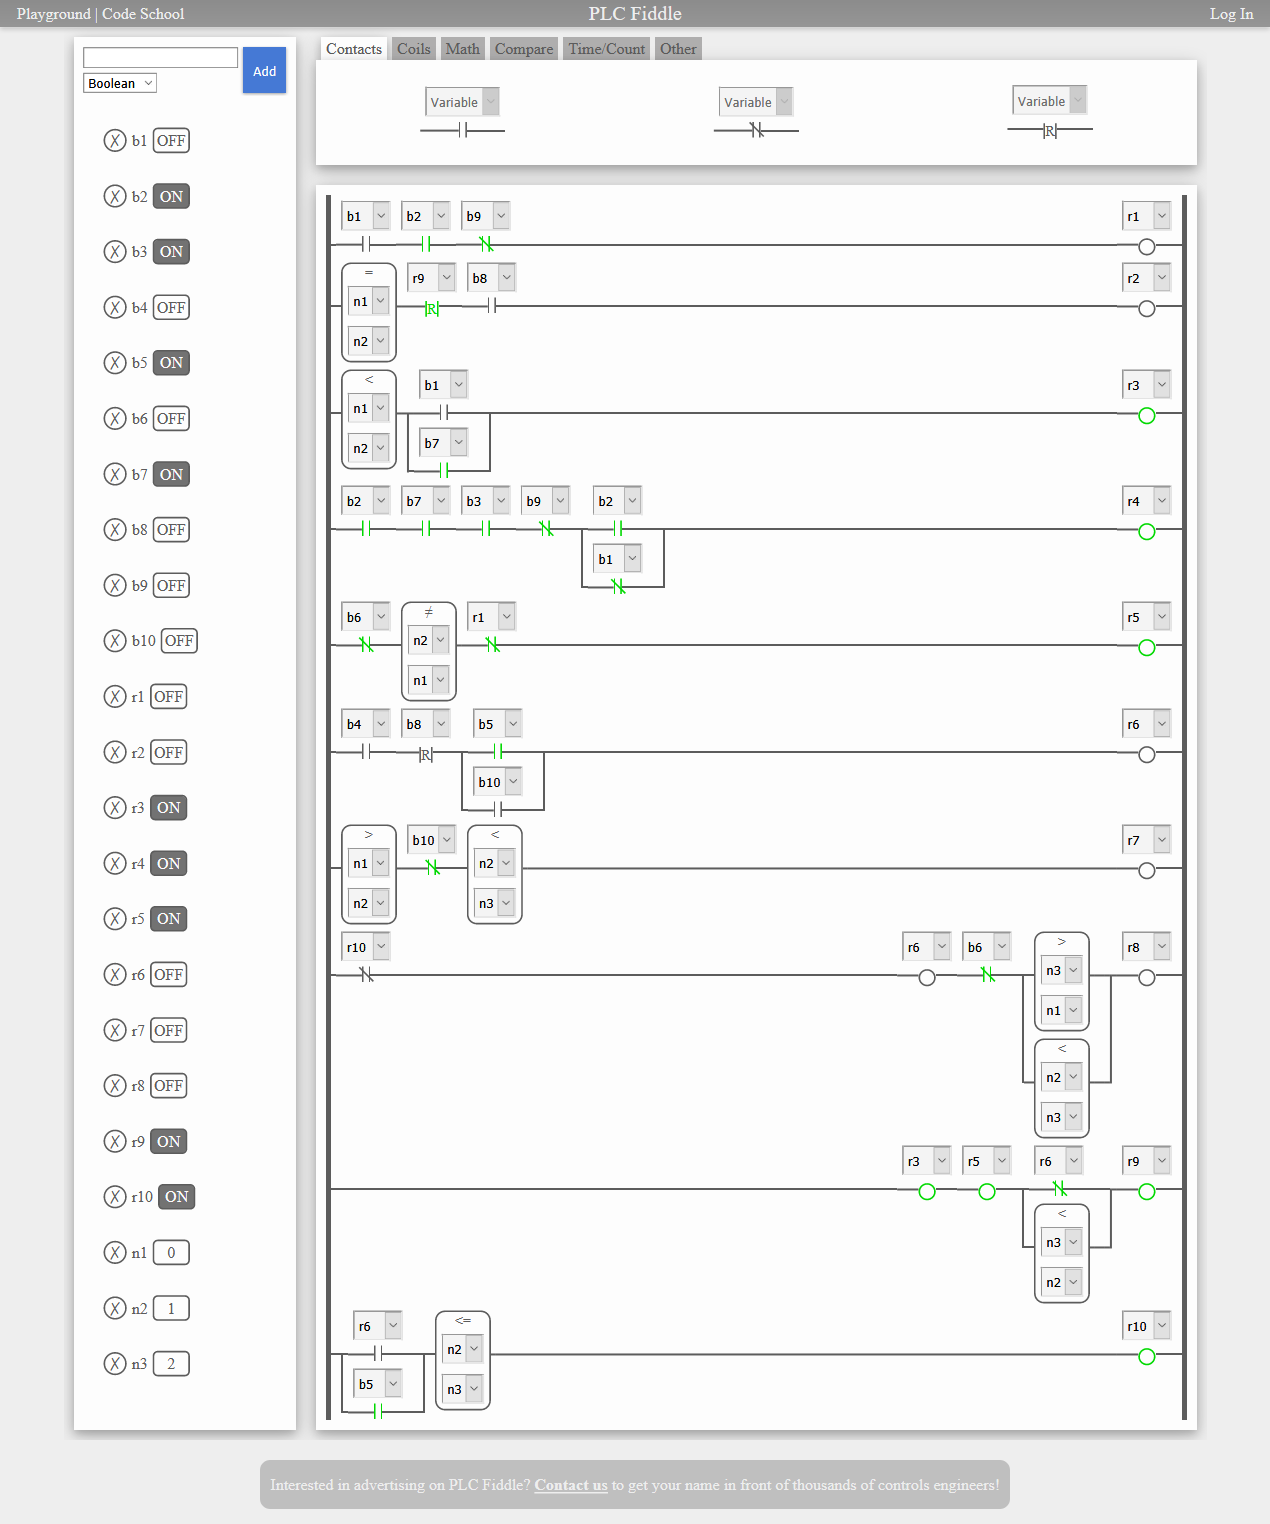 Playground | Code School PLC Fiddle Log In
Contacts Coils Math Compare Time/Count Other
Add
Boolean
Variable Variable Variable
R
X b1 OFF
X b2 ON
X b3 ON
X b4 OFF
X b5 ON
X b6 OFF
X b7 ON
X b8 OFF
X b9 OFF
X b10 OFF
X r1 OFF
X r2 OFF
X r3 ON
X r4 ON
X r5 ON
X r6 OFF
X r7 OFF
X r8 OFF
X r9 ON
X r10 ON
X n1 0
X n2 1
X n3 2
b1 b2 b9 r1
= r9 b8 r2
n1
R
n2
< b1 r3
n1
b7
n2
b2 b7 b3 b9 b2 r4
b1
b6 ≠ r1 r5
n2
n1
b4 b8 b5 r6
R
b10
> b10 < r7
n1 n2
n2 n3
r10 r6 b6 > r8
n3
n1
<
n2
n3
r3 r5 r6 r9
<
n3
n2
r6 <= r10
n2
b5 n3
Interested in advertising on PLC Fiddle? Contact us to get your name in front of thousands of controls engineers!